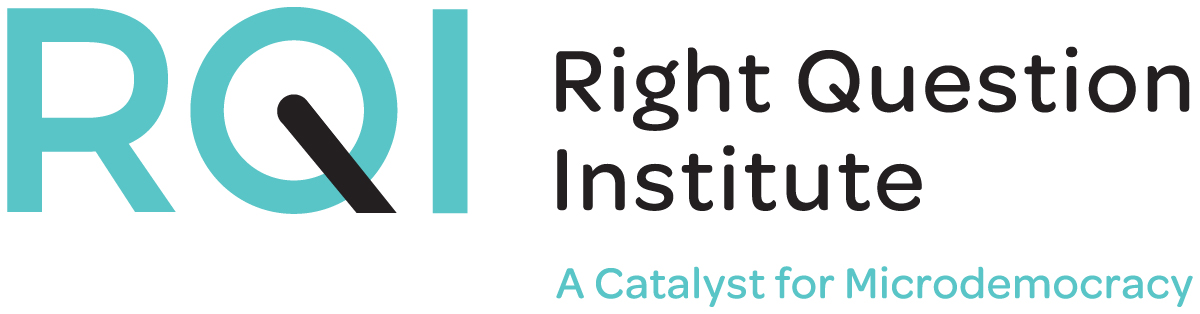 RQI
Right Question
Institute
A Catalyst for Microdemocracy